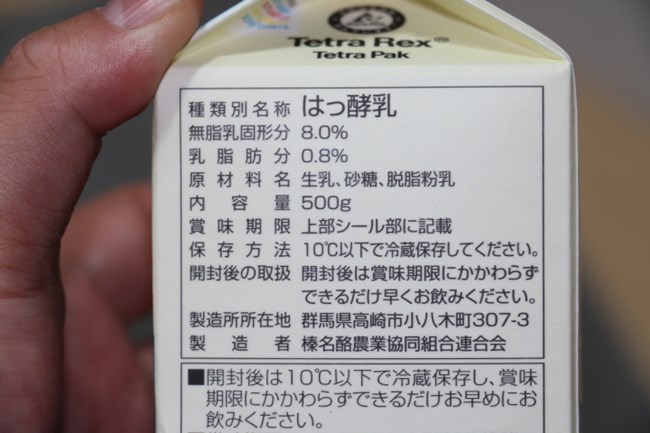 Tetra Rex®
Tetra Pak
種類別名称 はっ酵乳
無脂乳固形分 8.0%
乳脂肪分 0.8%
原材料名 生乳、砂糖、脱脂粉乳
内容量 500g
賞味期限 上部シール部に記載
保存方法 10℃以下で冷蔵保存してください。
開封後の取扱 開封後は賞味期限にかかわらず
できるだけ早くお飲みください。
製造所所在地 群馬県高崎市小八木町307-3
製造者 榛名酪農業協同組合連合会
■開封後は10℃以下で冷蔵保存し、賞味
期限にかかわらずできるだけお早めにお
飲みください。